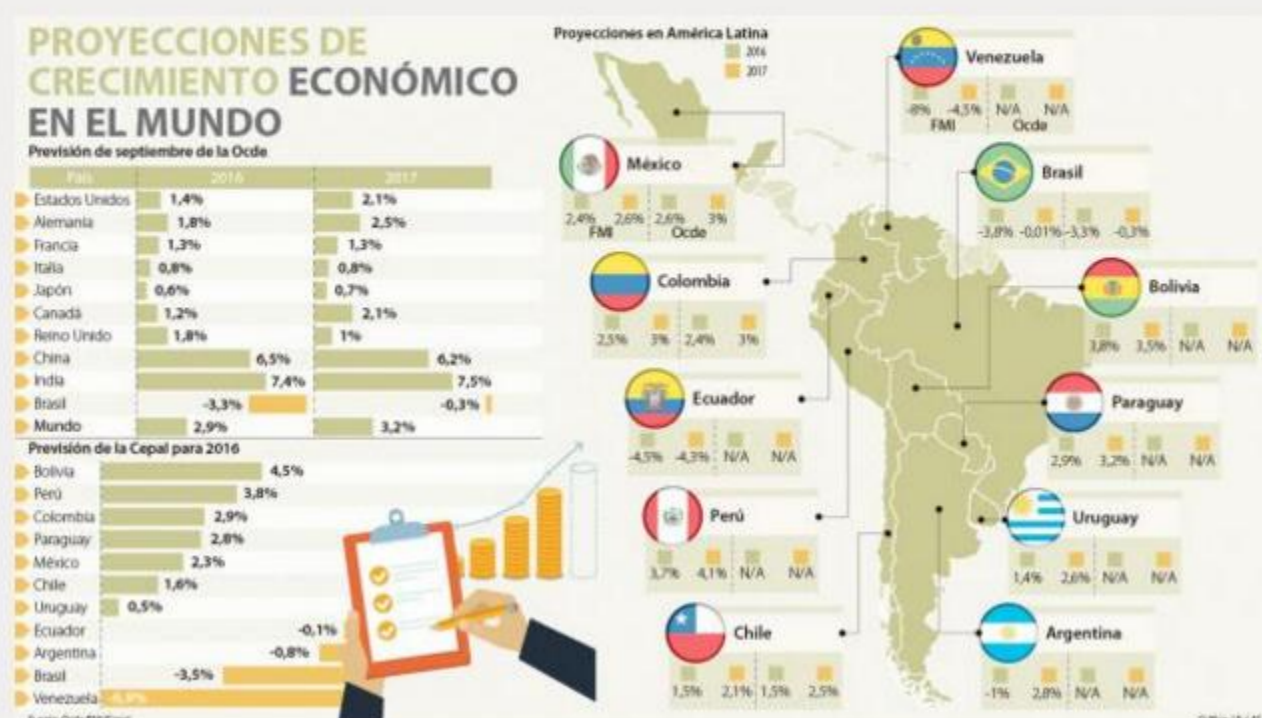 PROYECCIONES DE
CRECIMIENTO ECONÓMICO
EN EL MUNDO
Previsión de septiembre de la Ocde
País 2016 2017
Estados Unidos 1,4% 2,1%
Alemania 1,8% 2,5%
Francia 1,3% 1,3%
Italia 0,8% 0,8%
Japón 0,6% 0,7%
Canadá 1,2% 2,1%
Reino Unido 1,8% 1%
China 6,5% 6,2%
India 7,4% 7,5%
Brasil -3,3% -0,3%
Mundo 2,9% 3,2%
Previsión de la Cepal para 2016
Bolivia 4,5%
Perú 3,8%
Colombia 2,9%
Paraguay 2,8%
México 2,3%
Chile 1,6%
Uruguay 0,5%
Ecuador -0,1%
Argentina -0,8%
Brasil -3,5%
Venezuela
Proyecciones en América Latina
2016
2017
Venezuela
-8% -4,5% N/A N/A
FMI Ocde
México
2,4% 2,6% 2,6% 3%
FMI Ocde
Brasil
-3,8% -0,01% -3,3% -0,3%
Colombia
2,5% 3% 2,4% 3%
Bolivia
3,8% 3,5% N/A N/A
Ecuador
-4,5% -4,3% N/A N/A
Paraguay
2,9% 3,2% N/A N/A
Perú
3,7% 4,1% N/A N/A
Uruguay
1,4% 2,6% N/A N/A
Chile
1,5% 2,1% 1,5% 2,5%
Argentina
-1% 2,8% N/A N/A